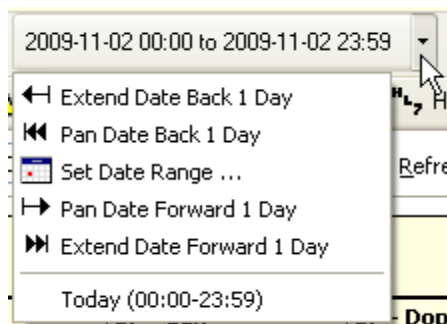 2009-11-02 00:00 to 2009-11-02 23:59
Extend Date Back 1 Day
Pan Date Back 1 Day
Set Date Range ...
Refre
Pan Date Forward 1 Day
Extend Date Forward 1 Day
Today (00:00-23:59)